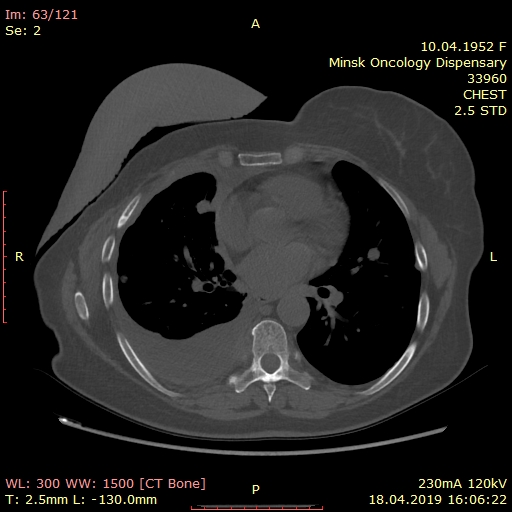 Im: 63/121
Se: 2
A
10.04.1952 F
Minsk Oncology Dispensary
33960
CHEST
2.5 STD
R
L
WL: 300 WW: 1500 [CT Bone]
T: 2.5mm L: -130.0mm
P
230mA 120kV
18.04.2019 16:06:22